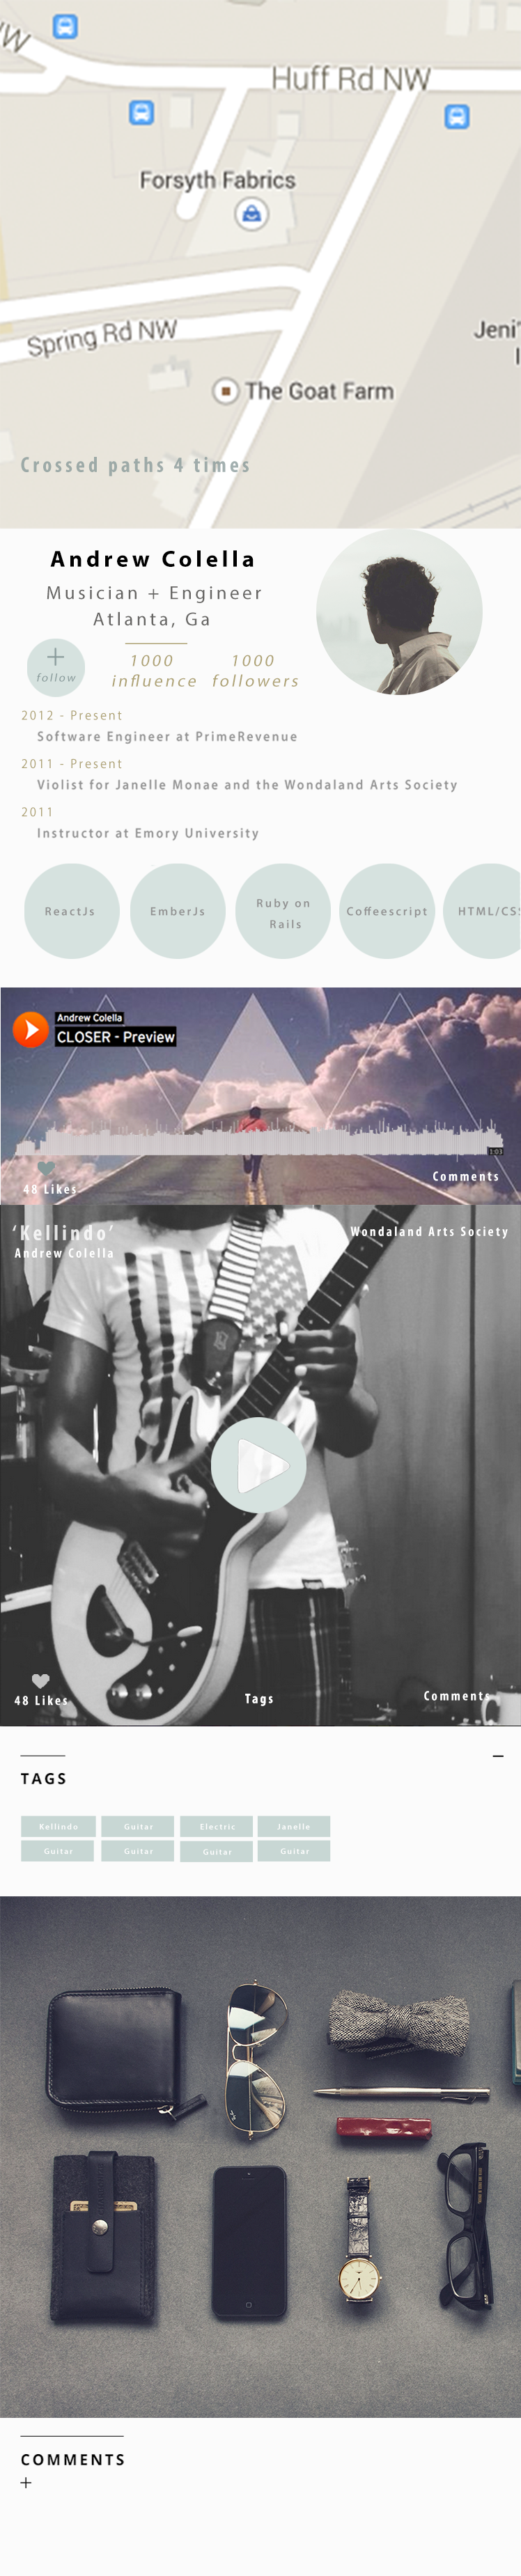 W
Huff Rd NW
Forsyth Fabrics
Spring Rd NW
Jeni'
The Goat Farm
Crossed paths 4 times
Andrew Colella
Musician + Engineer
Atlanta, Ga
+
follow
1000
influence
1000
followers
2012 - Present
Software Engineer at PrimeRevenue
2011 - Present
Violist for Janelle Monae and the Wondaland Arts Society
2011
Instructor at Emory University
ReactJs
EmberJs
Ruby on
Rails
Coffeescript
HTML/CSS
Andrew Colella
CLOSER - Preview
1:03
48 Likes
Comments
'Kellindo'
Andrew Colella
Wondaland Arts Society
48 Likes
Tags
Comments
TAGS
Kellindo
Guitar
Electric
Janelle
Guitar
Guitar
Guitar
Guitar
COMMENTS
+